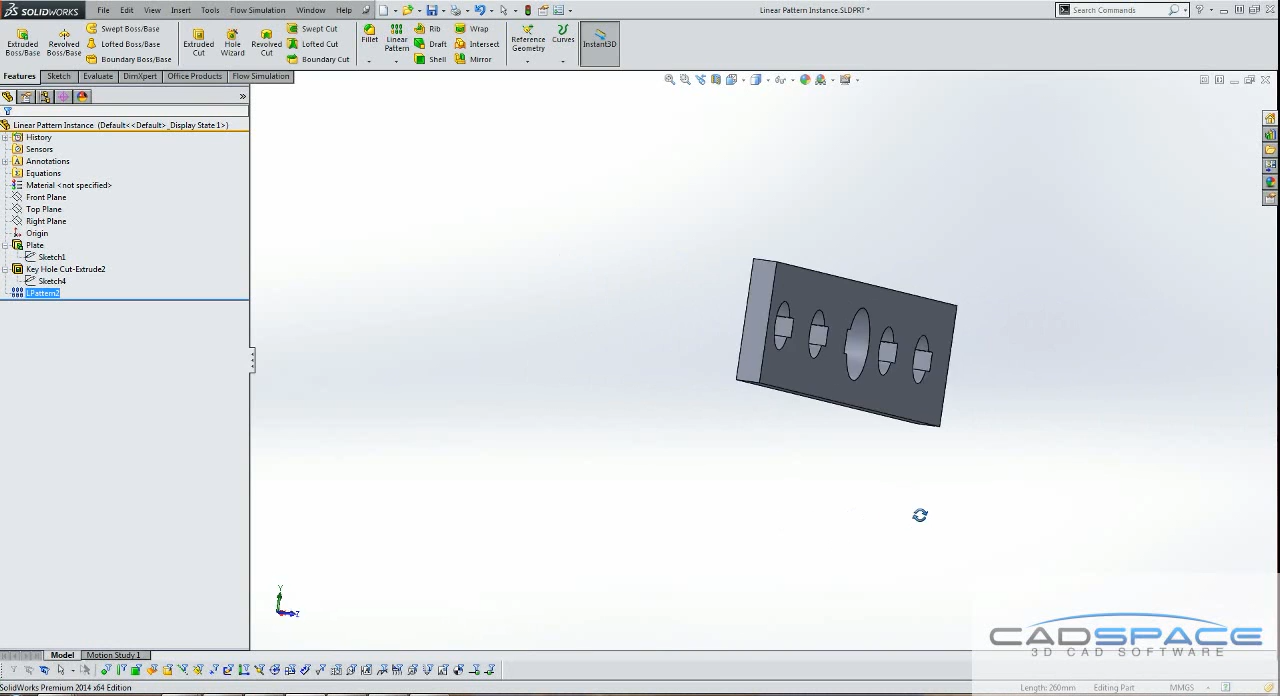 SOLIDWORKS File Edit View Insert Tools Flow Simulation Window Help Linear Pattern Instance.SLDPRT * Search Commands
Extruded Boss/Base Revolved Boss/Base Swept Boss/Base Lofted Boss/Base Boundary Boss/Base Extruded Cut Hole Wizard Revolved Cut Swept Cut Lofted Cut Boundary Cut Fillet Linear Pattern Rib Draft Shell Wrap Intersect Mirror Reference Geometry Curves Instant3D
Features Sketch Evaluate DimXpert Office Products Flow Simulation
Linear Pattern Instance (Default<<Default>_Display State 1>)
History
Sensors
Annotations
Equations
Material <not specified>
Front Plane
Top Plane
Right Plane
Origin
Plate
Sketch1
Key Hole Cut-Extrude2
Sketch4
LPattern2
Y
Z
CADSPACE
3D CAD SOFTWARE
Model Motion Study 1
SolidWorks Premium 2014 x64 Edition Length: 260mm Editing Part MMGS